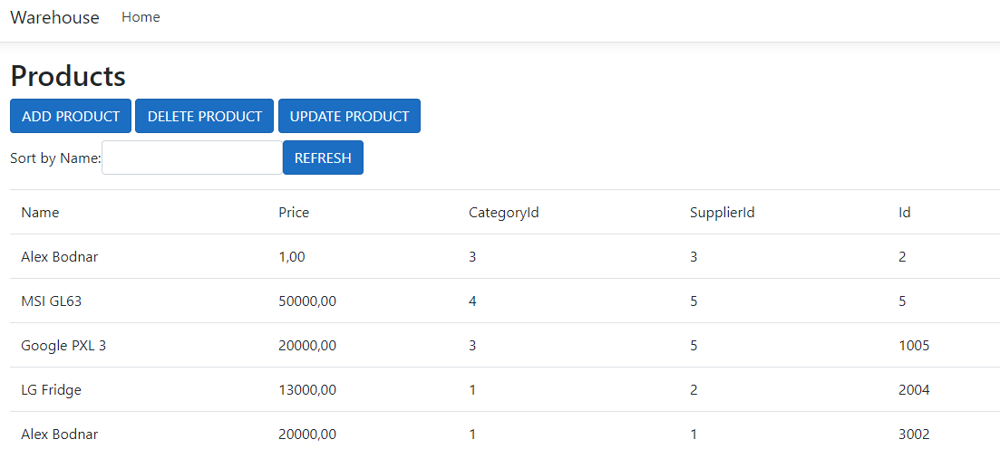 Warehouse Home
Products
ADD PRODUCT DELETE PRODUCT UPDATE PRODUCT
Sort by Name: REFRESH
Name Price CategoryId SupplierId Id
Alex Bodnar 1,00 3 3 2
MSI GL63 50000,00 4 5 5
Google PXL 3 20000,00 3 5 1005
LG Fridge 13000,00 1 2 2004
Alex Bodnar 20000,00 1 1 3002